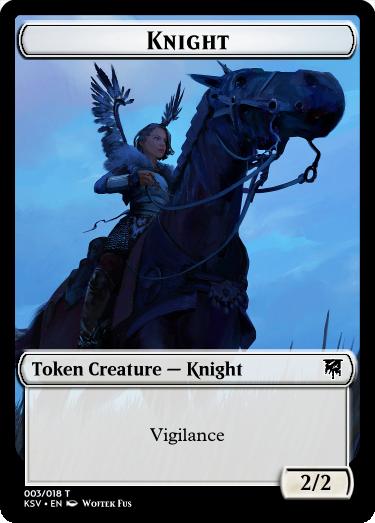 Knight
Token Creature — Knight
Vigilance
2/2
003/018 T
KSV • EN Wojtek Fus